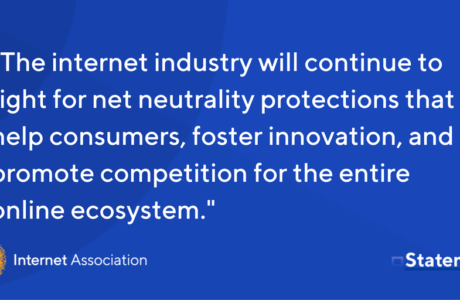 "The internet industry will continue to
ight for net neutrality protections that
help consumers, foster innovation, and
promote competition for the entire
online ecosystem."
Internet Association
Statem